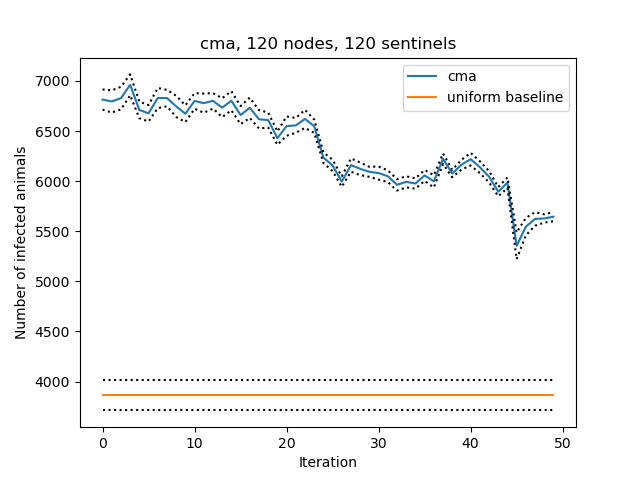 cma, 120 nodes, 120 sentinels
cma
uniform baseline
Number of infected animals
7000
6500
6000
5500
5000
4500
4000
0 10 20 30 40 50
Iteration